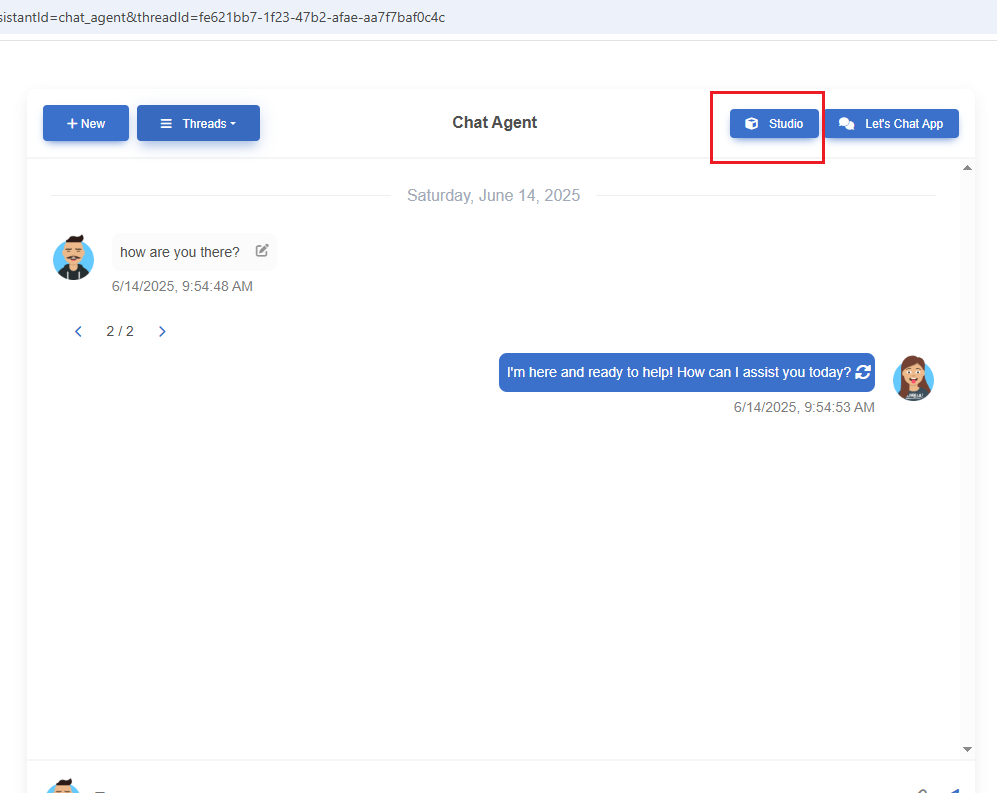 sistantId=chat_agent&threadId=fe621bb7-1f23-47b2-afae-aa7f7baf0c4c
New
Threads
Chat Agent
Studio
Let's Chat App
Saturday, June 14, 2025
how are you there?
6/14/2025, 9:54:48 AM
2 / 2
I'm here and ready to help! How can I assist you today?
6/14/2025, 9:54:53 AM